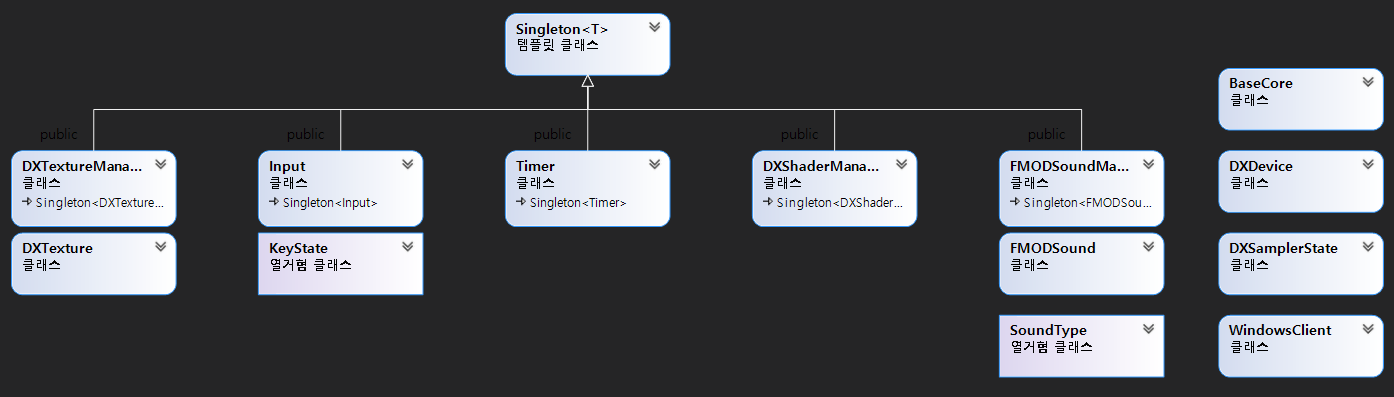 Singleton<T>
템플릿 클래스
public
public
public
public
public
DXTextureMana...
클래스
Singleton<DXTexture...
Input
클래스
Singleton<Input>
Timer
클래스
Singleton<Timer>
DXShaderMana...
클래스
Singleton<DXShader...
FMODSoundMa...
클래스
Singleton<FMODSou...
DXTexture
클래스
KeyState
열거형 클래스
FMODSound
클래스
SoundType
열거형 클래스
BaseCore
클래스
DXDevice
클래스
DXSamplerState
클래스
WindowsClient
클래스